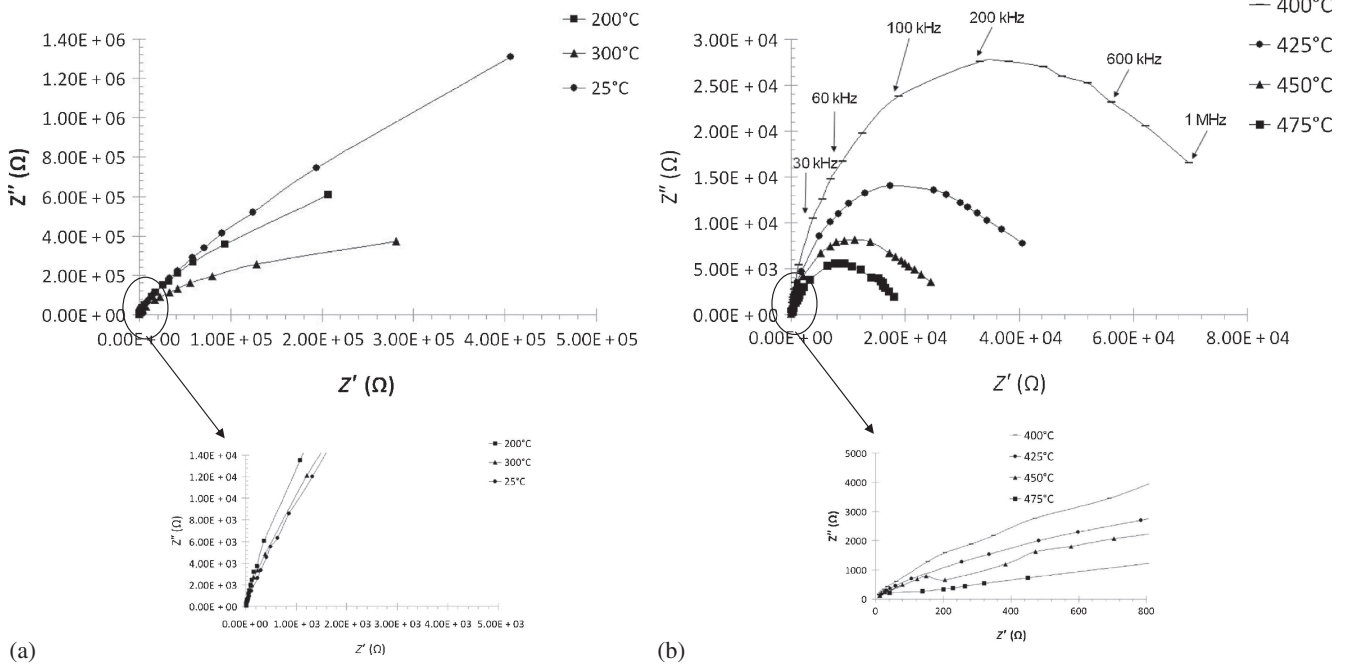 200°C
300°C
25°C
1.40E + 06
1.20E + 06
1.00E + 06
8.00E + 05
6.00E + 05
4.00E + 05
2.00E + 05
0.00E + 00
Z″ (Ω)
0.00E + 00 1.00E + 05 2.00E + 05 3.00E + 05 4.00E + 05 5.00E + 05
Z′ (Ω)
200°C
300°C
25°C
1.40E + 04
1.20E + 04
1.00E + 04
8.00E + 03
6.00E + 03
4.00E + 03
2.00E + 03
0.00E + 00
Z″ (Ω)
0.00E + 00 1.00E + 03 2.00E + 03 3.00E + 03 4.00E + 03 5.00E + 03
Z′ (Ω)
(a)
400°C
425°C
450°C
475°C
3.00E + 04
2.50E + 04
2.00E + 04
1.50E + 04
1.00E + 04
5.00E + 03
0.00E + 00
Z″ (Ω)
30 kHz
60 kHz
100 kHz
200 kHz
600 kHz
1 MHz
0.00E + 00 2.00E + 04 4.00E + 04 6.00E + 04 8.00E + 04
Z′ (Ω)
400°C
425°C
450°C
475°C
5000
4000
3000
2000
1000
0
Z″ (Ω)
0 200 400 600 800
Z′ (Ω)
(b)